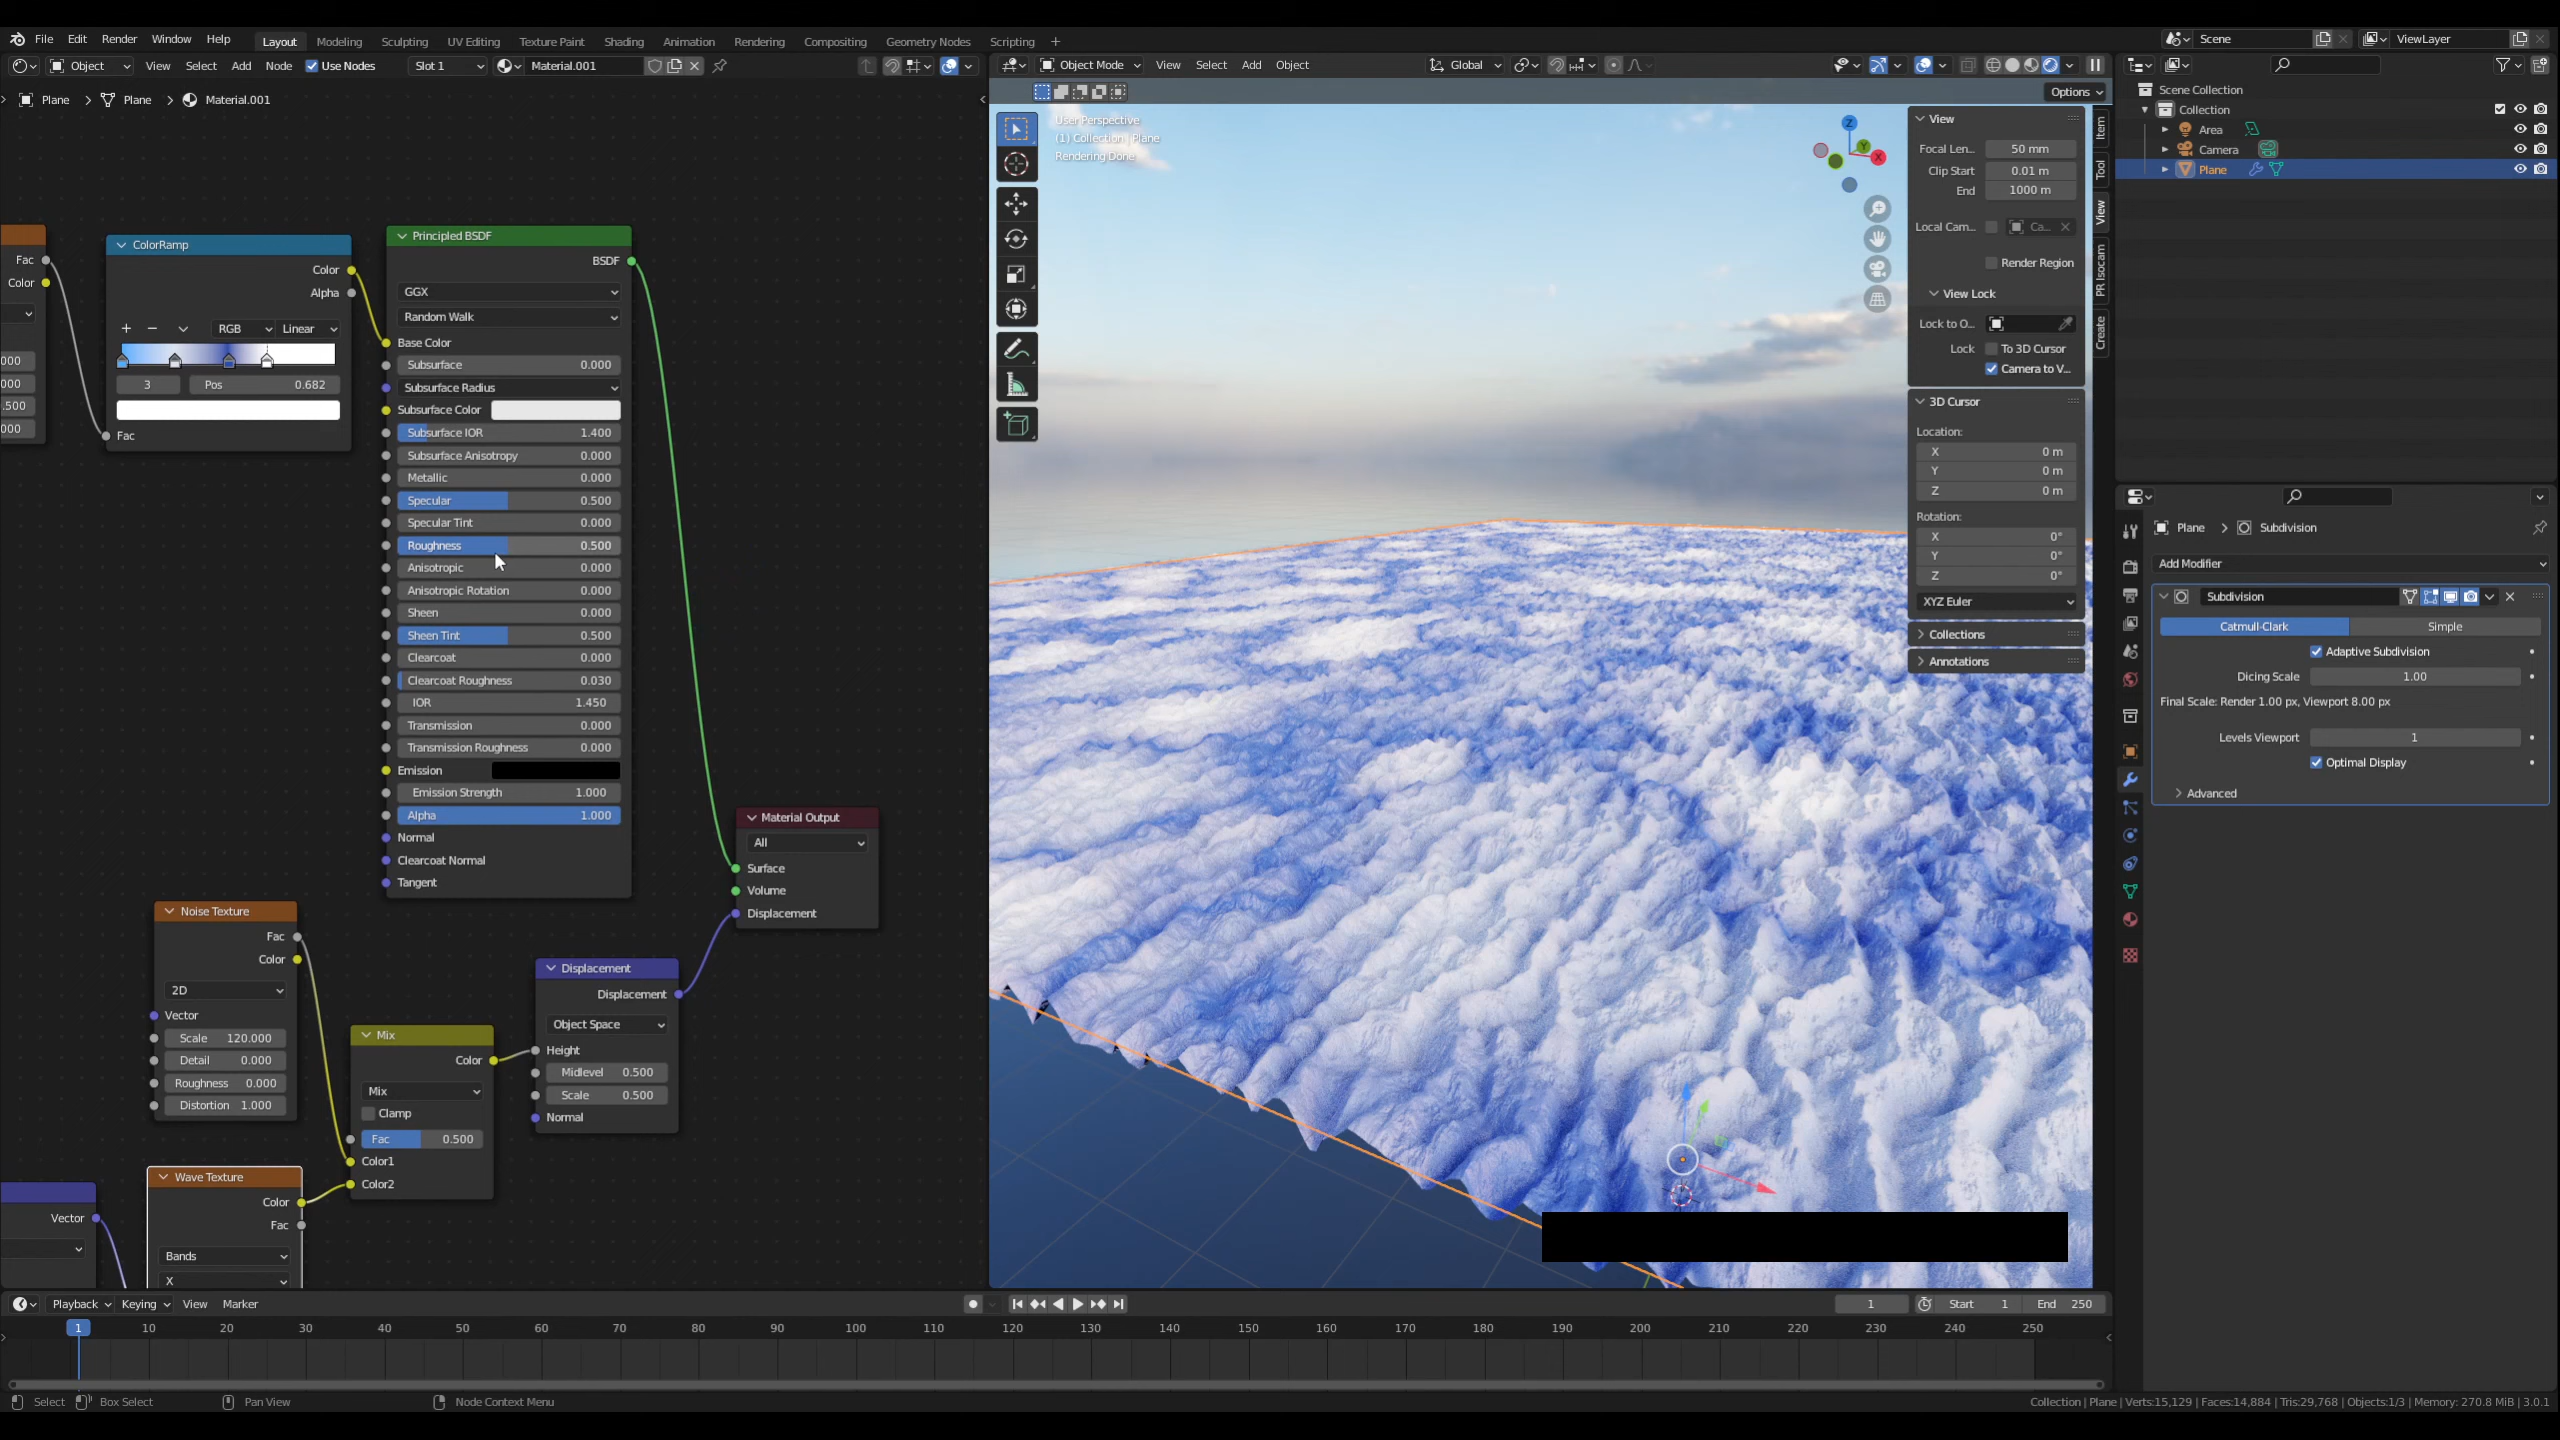 File Edit Render Window Help Layout Modeling Sculpting UV Editing Texture Paint Shading Animation Rendering Compositing Geometry Nodes Scripting + Scene ViewLayer
Object View Select Add Node Use Nodes Slot 1 Material.001
Object Mode View Select Add Object Global
Options
Plane > Plane > Material.001
Fac
Color
000
000
.500
000
ColorRamp
Color
Alpha
+ − RGB Linear
3 Pos 0.682
Fac
Principled BSDF
BSDF
GGX
Random Walk
Base Color
Subsurface 0.000
Subsurface Radius
Subsurface Color
Subsurface IOR 1.400
Subsurface Anisotropy 0.000
Metallic 0.000
Specular 0.500
Specular Tint 0.000
Roughness 0.500
Anisotropic 0.000
Anisotropic Rotation 0.000
Sheen 0.000
Sheen Tint 0.500
Clearcoat 0.000
Clearcoat Roughness 0.030
IOR 1.450
Transmission 0.000
Transmission Roughness 0.000
Emission
Emission Strength 1.000
Alpha 1.000
Normal
Clearcoat Normal
Tangent
Material Output
All
Surface
Volume
Displacement
Noise Texture
Fac
Color
2D
Vector
Scale 120.000
Detail 0.000
Roughness 0.000
Distortion 1.000
Mix
Color
Mix
Clamp
Fac 0.500
Color1
Color2
Displacement
Displacement
Object Space
Height
Midlevel 0.500
Scale 0.500
Normal
Vector
Wave Texture
Color
Fac
Bands
X
User Perspective
(1) Collection | Plane
Rendering Done
Z
Y
X
View
Focal Len... 50 mm
Clip Start 0.01 m
End 1000 m
Local Cam... Ca...
Render Region
View Lock
Lock to O...
Lock To 3D Cursor
Camera to V...
3D Cursor
Location:
X 0 m
Y 0 m
Z 0 m
Rotation:
X 0°
Y 0°
Z 0°
XYZ Euler
Collections
Annotations
Item
Tool
View
PR Isocam
Create
Scene Collection
Collection
Area
Camera
Plane
Plane > Subdivision
Add Modifier
Subdivision
Catmull-Clark Simple
Adaptive Subdivision
Dicing Scale 1.00
Final Scale: Render 1.00 px, Viewport 8.00 px
Levels Viewport 1
Optimal Display
Advanced
Playback Keying View Marker 1 Start 1 End 250
1 10 20 30 40 50 60 70 80 90 100 110 120 130 140 150 160 170 180 190 200 210 220 230 240 250
Select Box Select Pan View Node Context Menu Collection | Plane | Verts:15,129 | Faces:14,884 | Tris:29,768 | Objects:1/3 | Memory: 270.8 MiB | 3.0.1